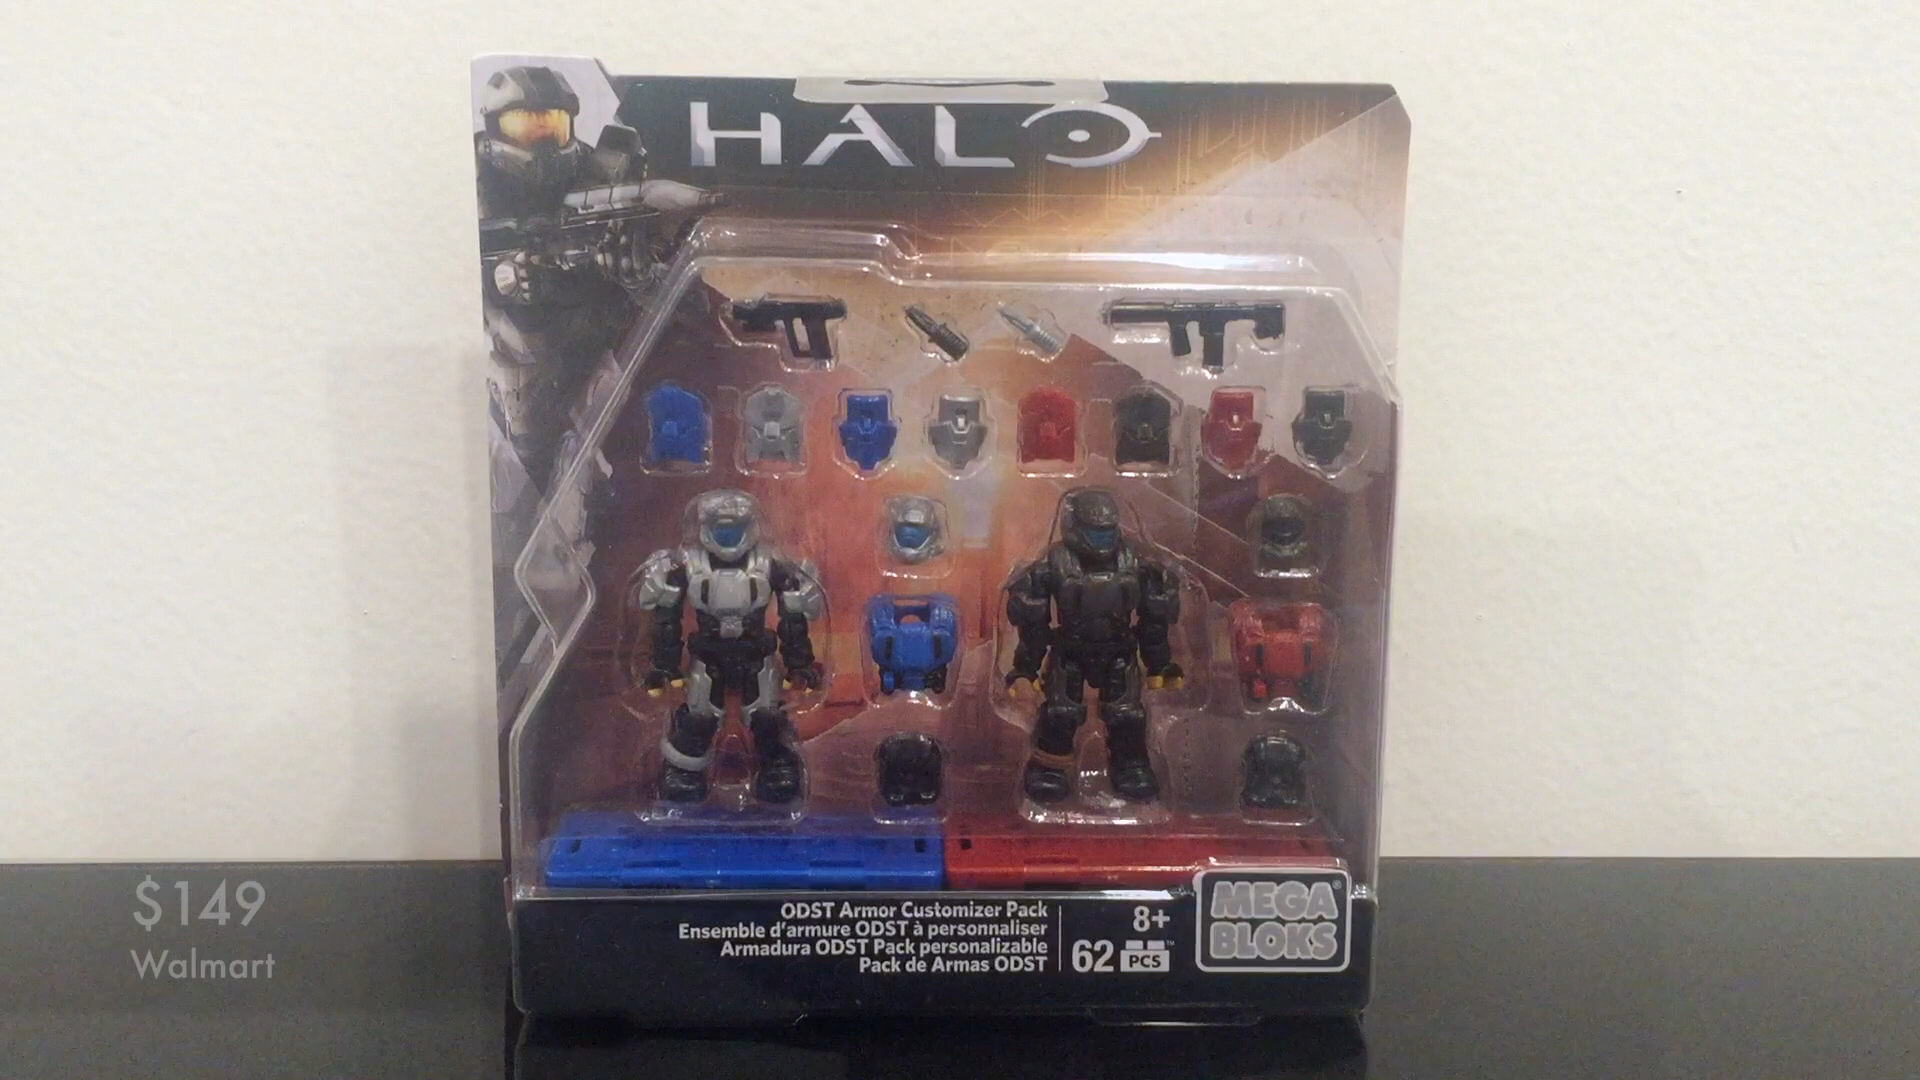 HALO
ODST Armor Customizer Pack
Ensemble d'armure ODST à personnaliser
Armadura ODST Pack personalizable
Pack de Armas ODST
8+
62 PCS
MEGA
BLOKS®
$149
Walmart